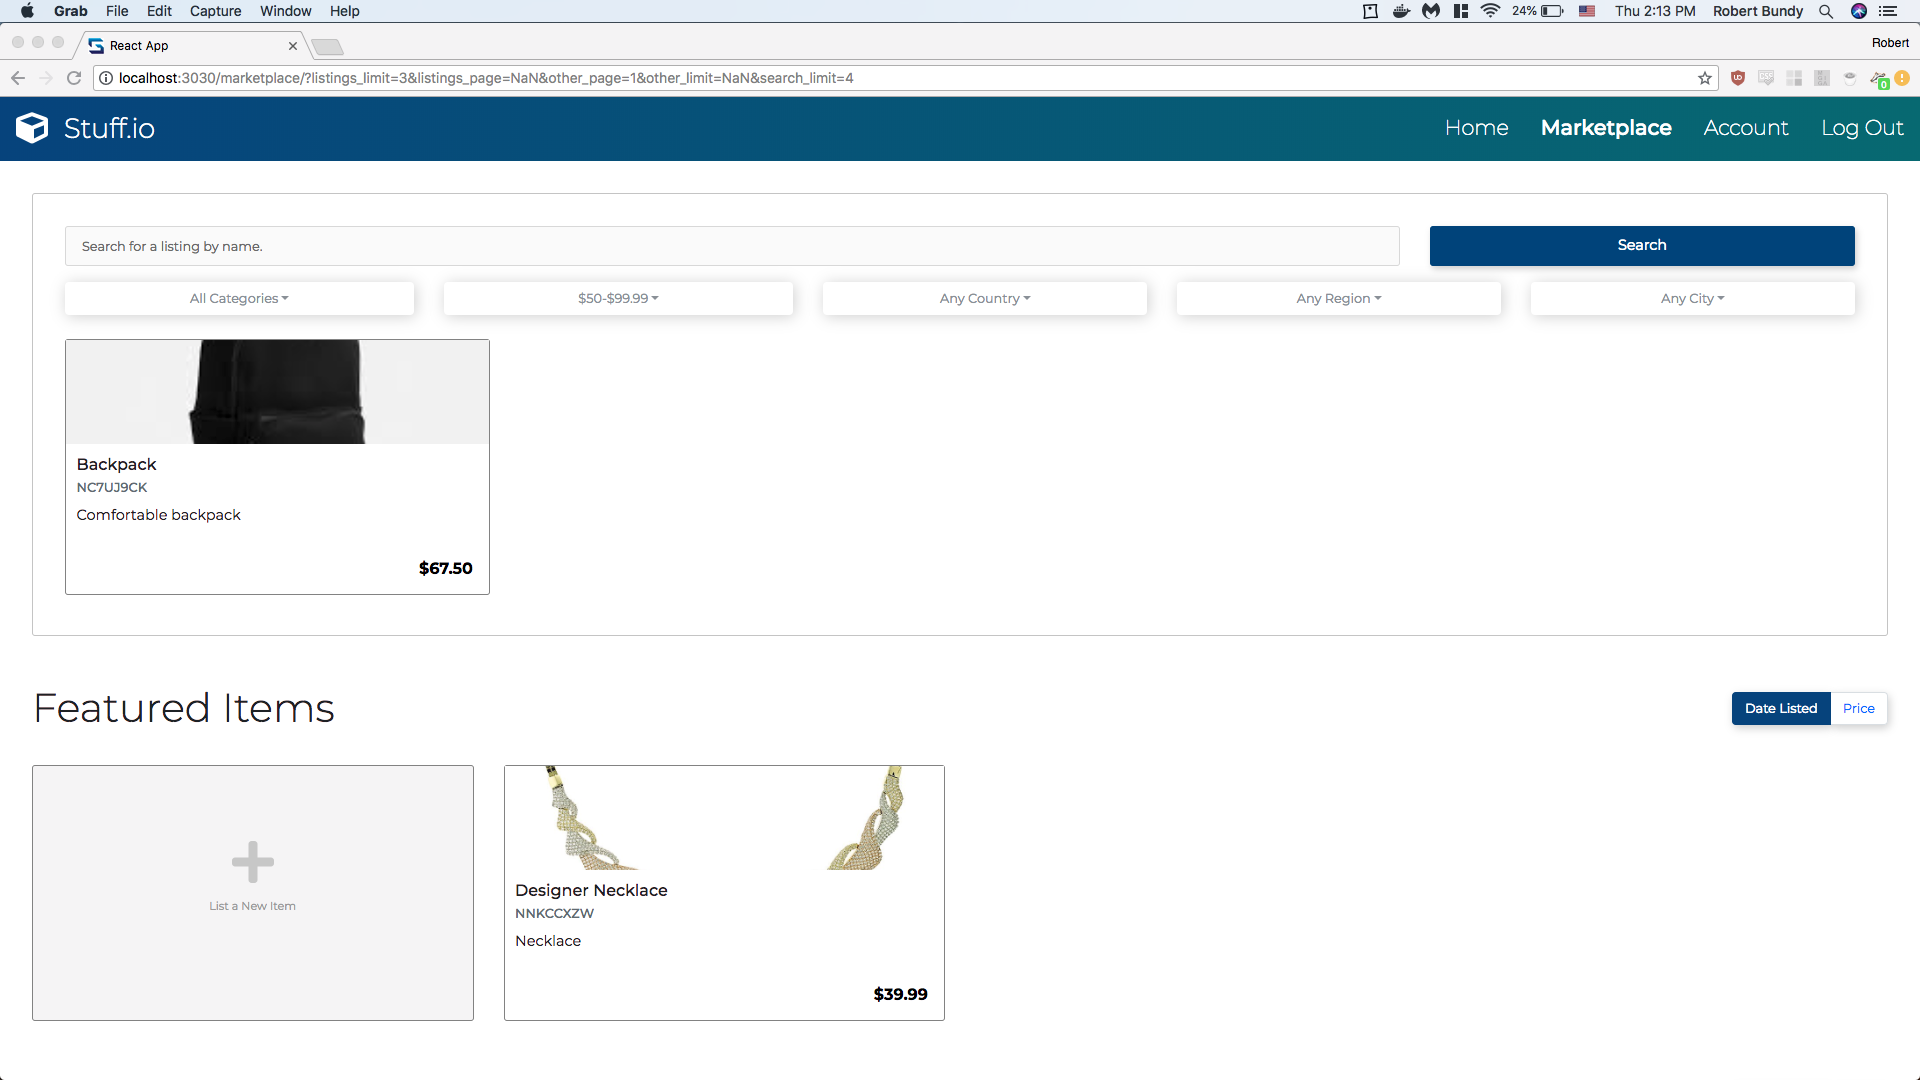 Grab File Edit Capture Window Help 24% Thu 2:13 PM Robert Bundy
React App Robert
localhost:3030/marketplace/?listings_limit=3&listings_page=NaN&other_page=1&other_limit=NaN&search_limit=4
0
Stuff.io Home Marketplace Account Log Out
Search for a listing by name. Search
All Categories $50-$99.99 Any Country Any Region Any City
Backpack
NC7UJ9CK
Comfortable backpack
$67.50
Featured Items Date Listed Price
List a New Item
Designer Necklace
NNKCCXZW
Necklace
$39.99